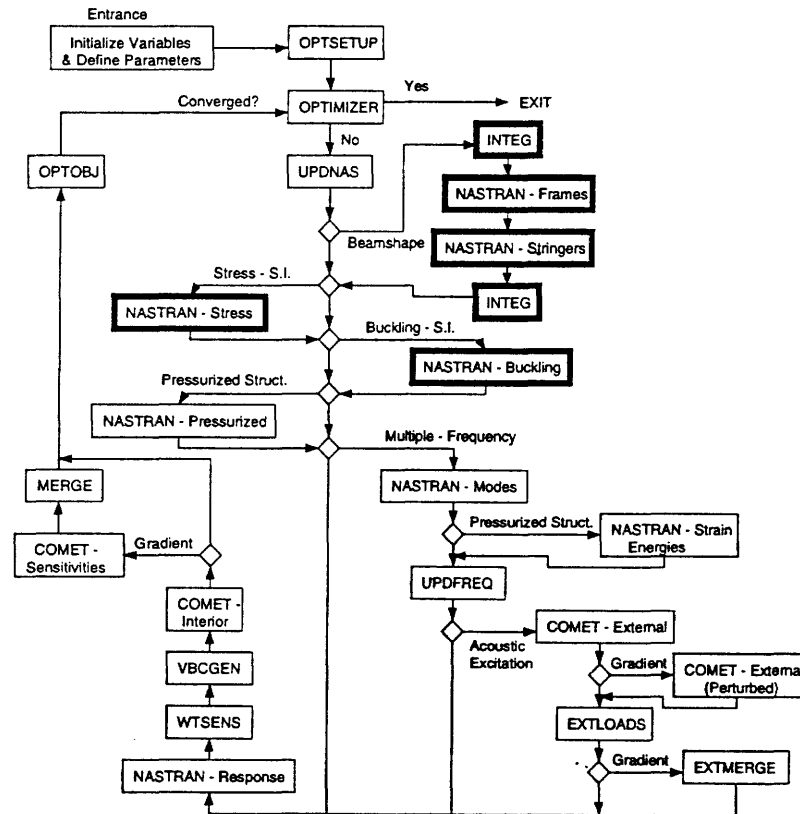 Entrance
Initialize Variables
& Define Parameters
OPTSETUP
Converged?
OPTIMIZER
Yes
EXIT
No
INTEG
OPTOBJ
UPDNAS
NASTRAN - Frames
Beamshape
NASTRAN - Stringers
Stress - S.I.
INTEG
NASTRAN - Stress
Buckling - S.I.
NASTRAN - Buckling
Pressurized Struct.
NASTRAN - Pressurized
Multiple - Frequency
MERGE
NASTRAN - Modes
Pressurized Struct.
NASTRAN - Strain
Energies
COMET -
Sensitivities
Gradient
UPDFREQ
COMET -
Interior
Acoustic
Excitation
COMET - External
VBCGEN
Gradient
COMET - External
(Perturbed)
WTSENS
EXTLOADS
NASTRAN - Response
Gradient
EXTMERGE